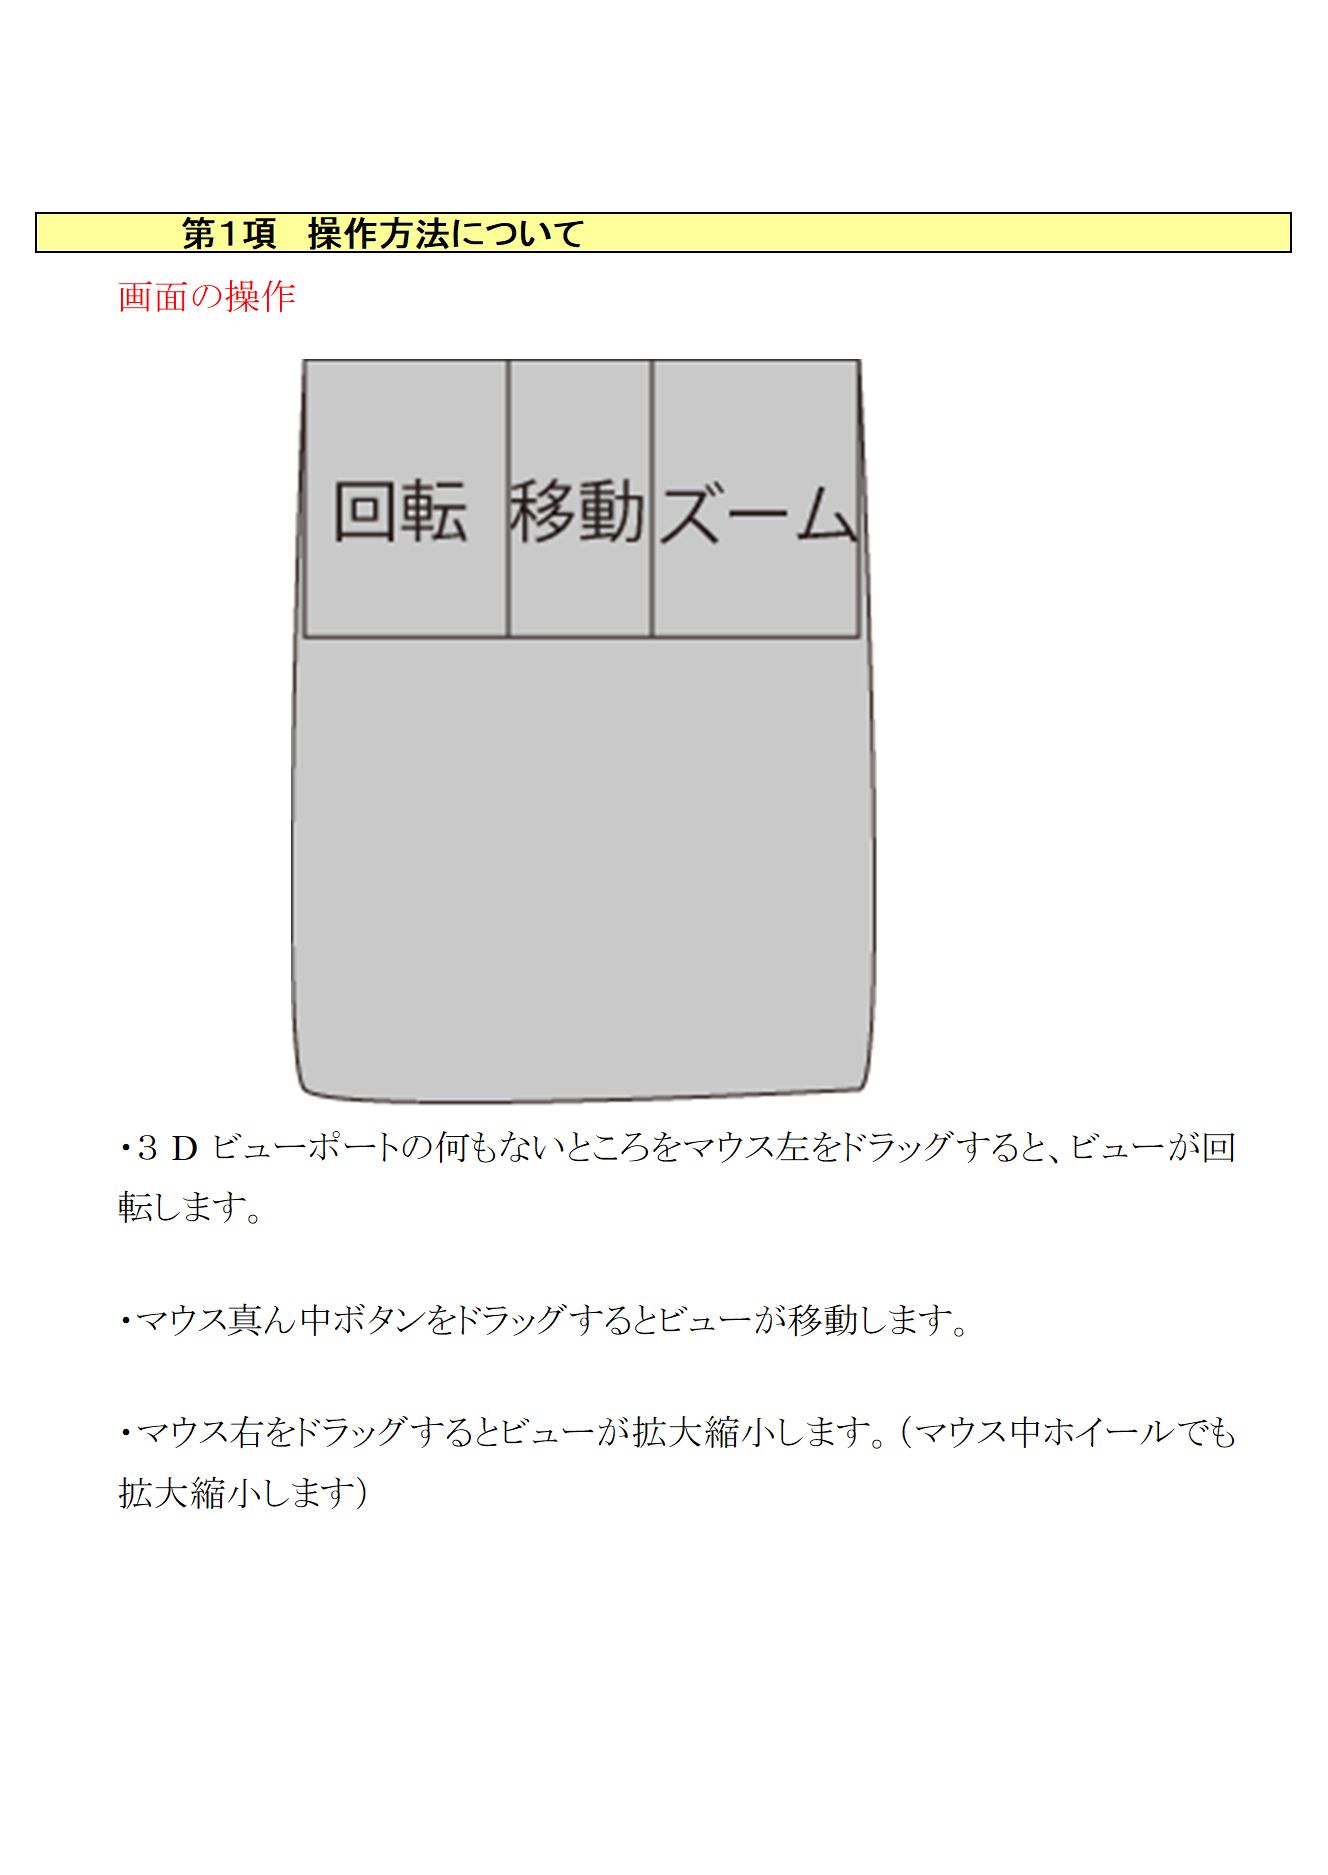 第１項　操作方法について
画面の操作
回転 移動 ズーム
・３Ｄ ビューポートの何もないところをマウス左をドラッグすると、ビューが回
転します。
・マウス真ん中ボタンをドラッグするとビューが移動します。
・マウス右をドラッグするとビューが拡大縮小します。（マウス中ホイールでも
拡大縮小します）